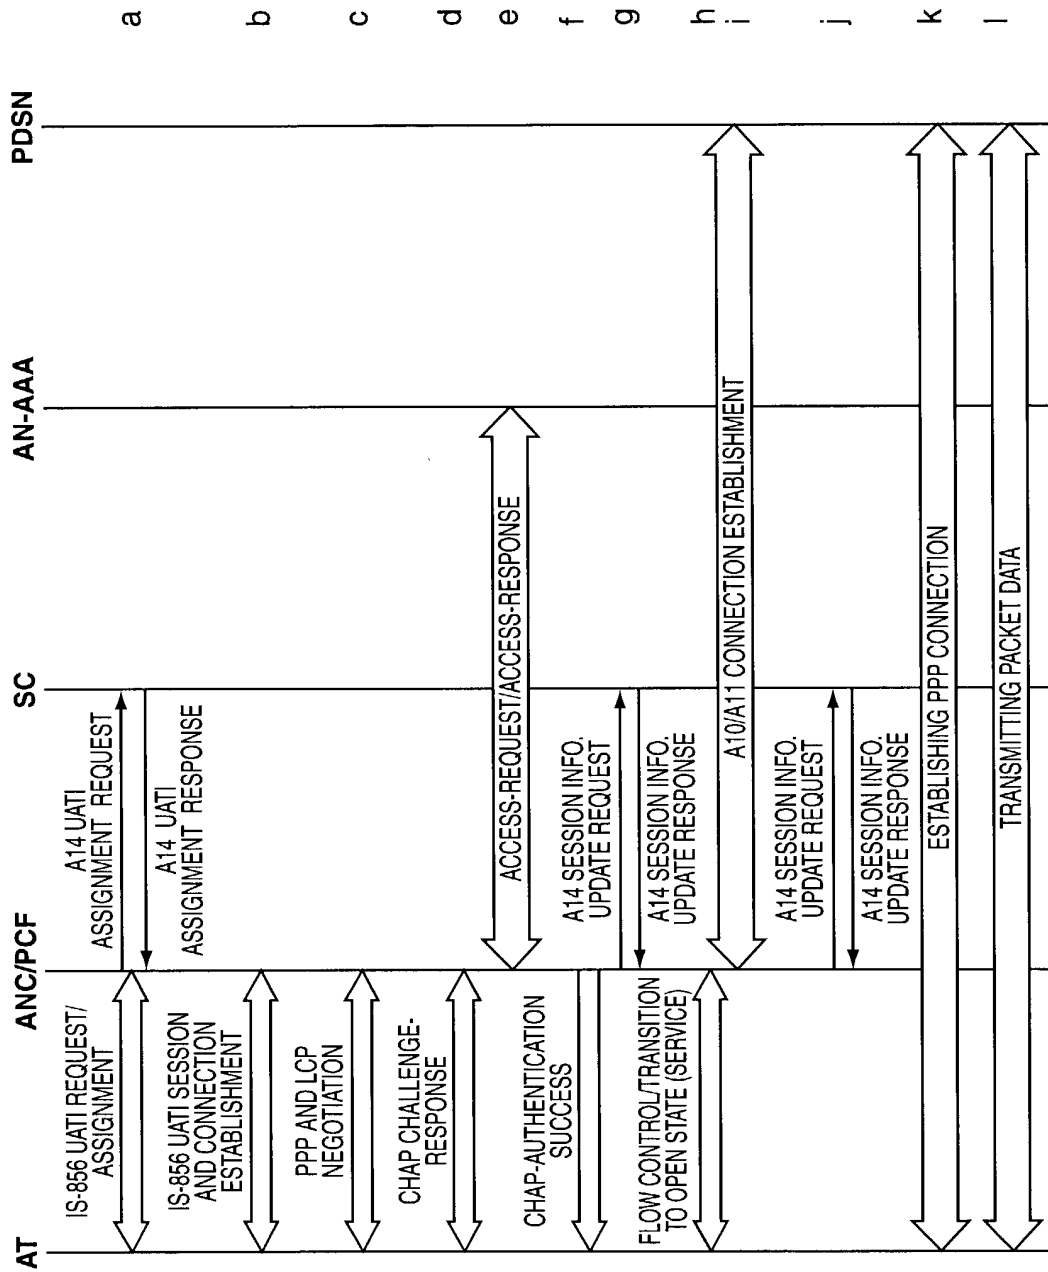 AT
ANC/PCF
SC
AN-AAA
PDSN
IS-856 UATI REQUEST/
ASSIGNMENT
A14 UATI
ASSIGNMENT REQUEST
A14 UATI
ASSIGNMENT RESPONSE
a
IS-856 UATI SESSION
AND CONNECTION
ESTABLISHMENT
b
PPP AND LCP
NEGOTIATION
c
CHAP CHALLENGE-
RESPONSE
d
ACCESS-REQUEST/ACCESS-RESPONSE
e
CHAP-AUTHENTICATION
SUCCESS
f
A14 SESSION INFO.
UPDATE REQUEST
A14 SESSION INFO.
UPDATE RESPONSE
g
FLOW CONTROL/TRANSITION
TO OPEN STATE (SERVICE)
h
A10/A11 CONNECTION ESTABLISHMENT
i
A14 SESSION INFO.
UPDATE REQUEST
A14 SESSION INFO.
UPDATE RESPONSE
j
ESTABLISHING PPP CONNECTION
k
TRANSMITTING PACKET DATA
l